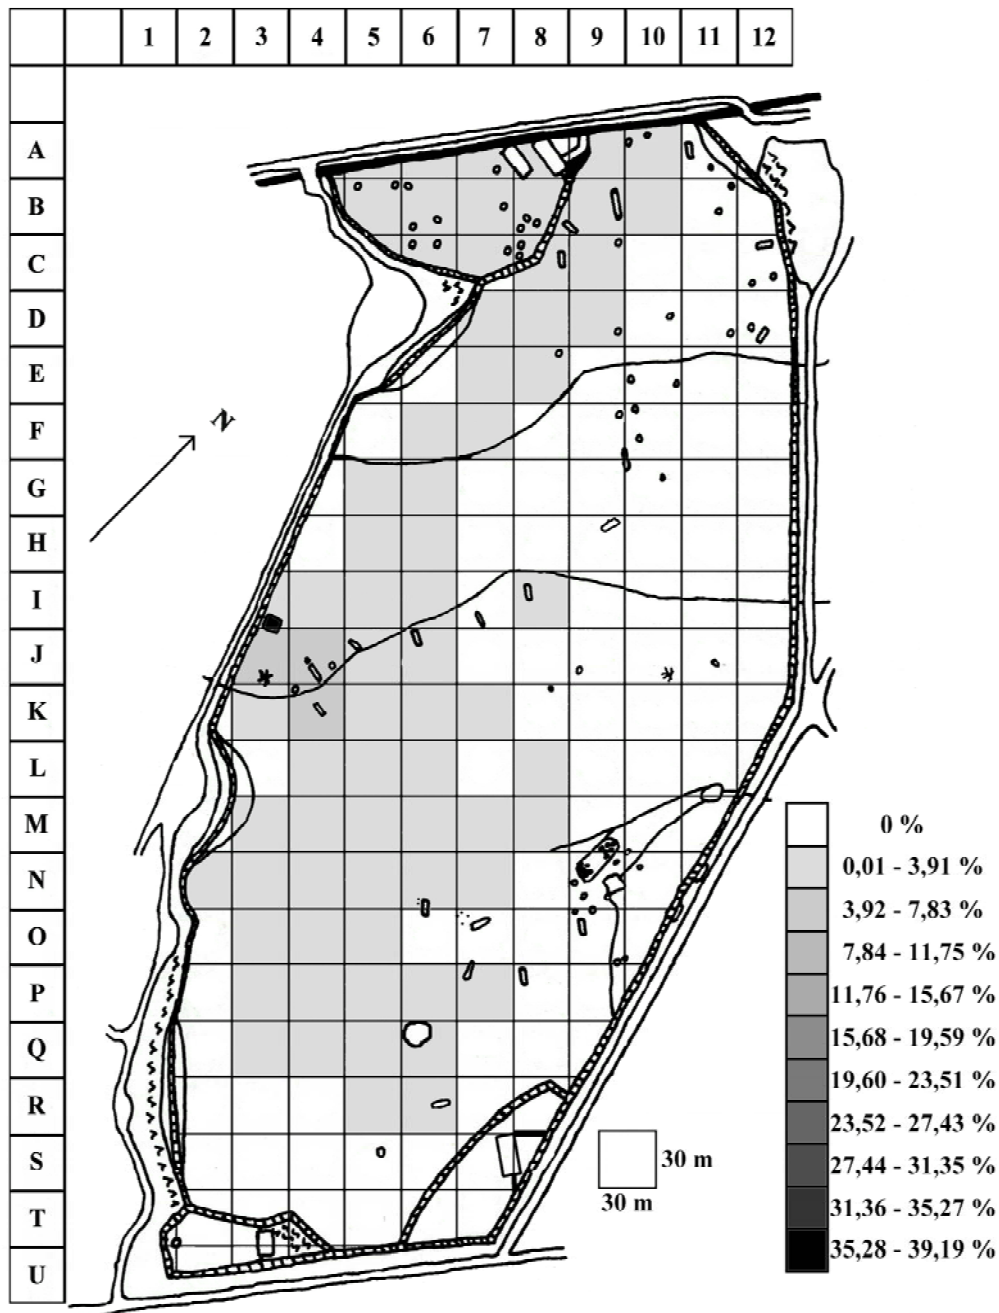 1 2 3 4 5 6 7 8 9 10 11 12
A
B
C
D
E
F
N
G
H
I
J
K
L
M
0 %
N
0,01 - 3,91 %
O
3,92 - 7,83 %
7,84 - 11,75 %
P
11,76 - 15,67 %
Q
15,68 - 19,59 %
19,60 - 23,51 %
R
23,52 - 27,43 %
S
30 m
27,44 - 31,35 %
30 m
T
31,36 - 35,27 %
35,28 - 39,19 %
U